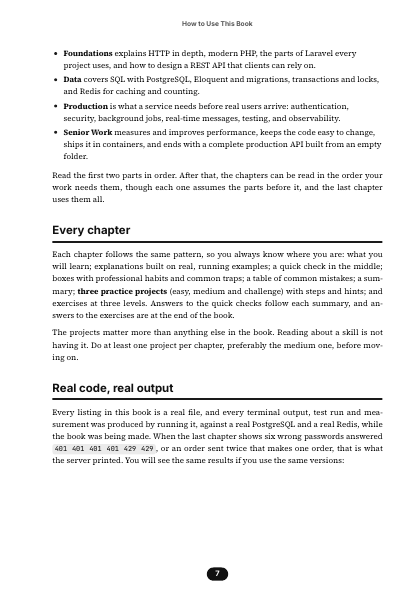 How to Use This Book
• Foundations explains HTTP in depth, modern PHP, the parts of Laravel every
project uses, and how to design a REST API that clients can rely on.
• Data covers SQL with PostgreSQL, Eloquent and migrations, transactions and locks,
and Redis for caching and counting.
• Production is what a service needs before real users arrive: authentication,
security, background jobs, real-time messages, testing, and observability.
• Senior Work measures and improves performance, keeps the code easy to change,
ships it in containers, and ends with a complete production API built from an empty
folder.
Read the first two parts in order. After that, the chapters can be read in the order your
work needs them, though each one assumes the parts before it, and the last chapter
uses them all.
Every chapter
Each chapter follows the same pattern, so you always know where you are: what you
will learn; explanations built on real, running examples; a quick check in the middle;
boxes with professional habits and common traps; a table of common mistakes; a sum-
mary; three practice projects (easy, medium and challenge) with steps and hints; and
exercises at three levels. Answers to the quick checks follow each summary, and an-
swers to the exercises are at the end of the book.
The projects matter more than anything else in the book. Reading about a skill is not
having it. Do at least one project per chapter, preferably the medium one, before mov-
ing on.
Real code, real output
Every listing in this book is a real file, and every terminal output, test run and mea-
surement was produced by running it, against a real PostgreSQL and a real Redis, while
the book was being made. When the last chapter shows six wrong passwords answered
401 401 401 401 429 429, or an order sent twice that makes one order, that is what
the server printed. You will see the same results if you use the same versions:
7